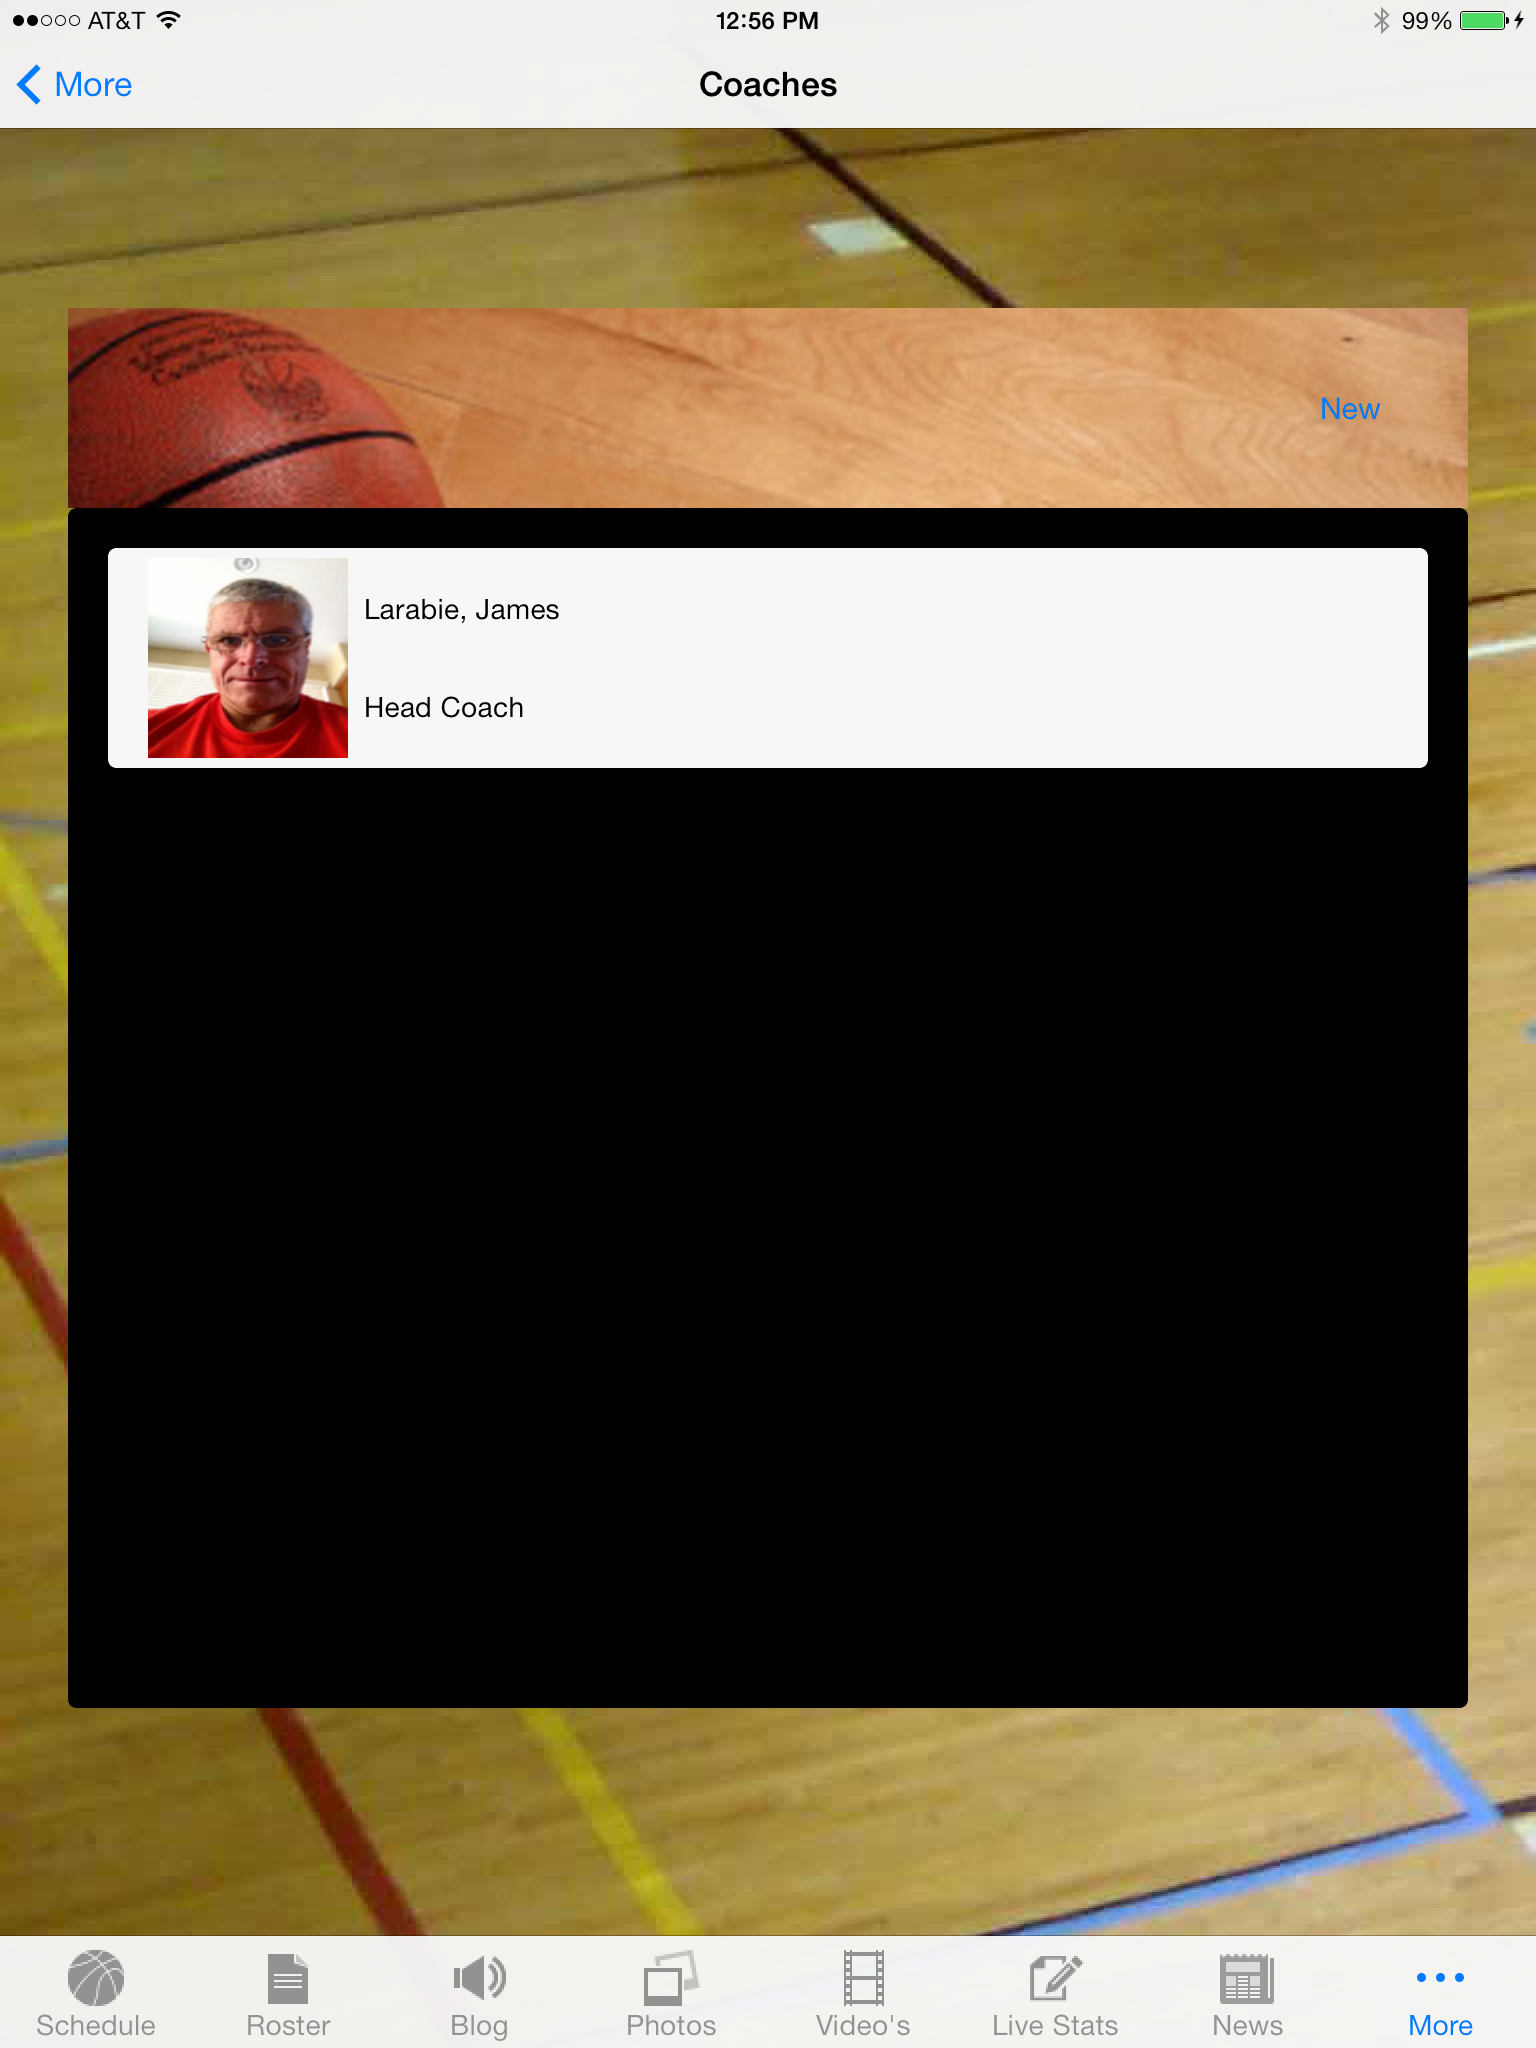 AT&T 12:56 PM 99%
More Coaches
New
Larabie, James
Head Coach
Schedule Roster Blog Photos Video's Live Stats News More